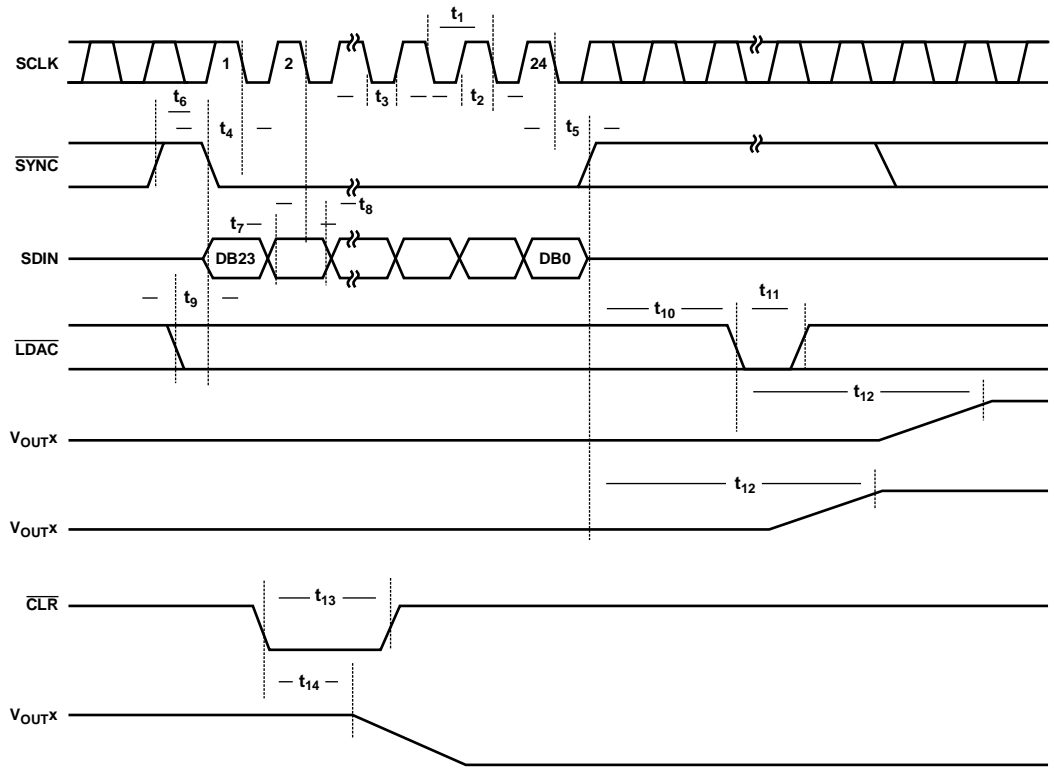 t1
SCLK
1
2
24
t3
t2
t6
t4
t5
SYNC
t7
t8
SDIN
DB23
DB0
t9
t10
t11
LDAC
t12
VOUTx
t12
VOUTx
CLR
t13
t14
VOUTx